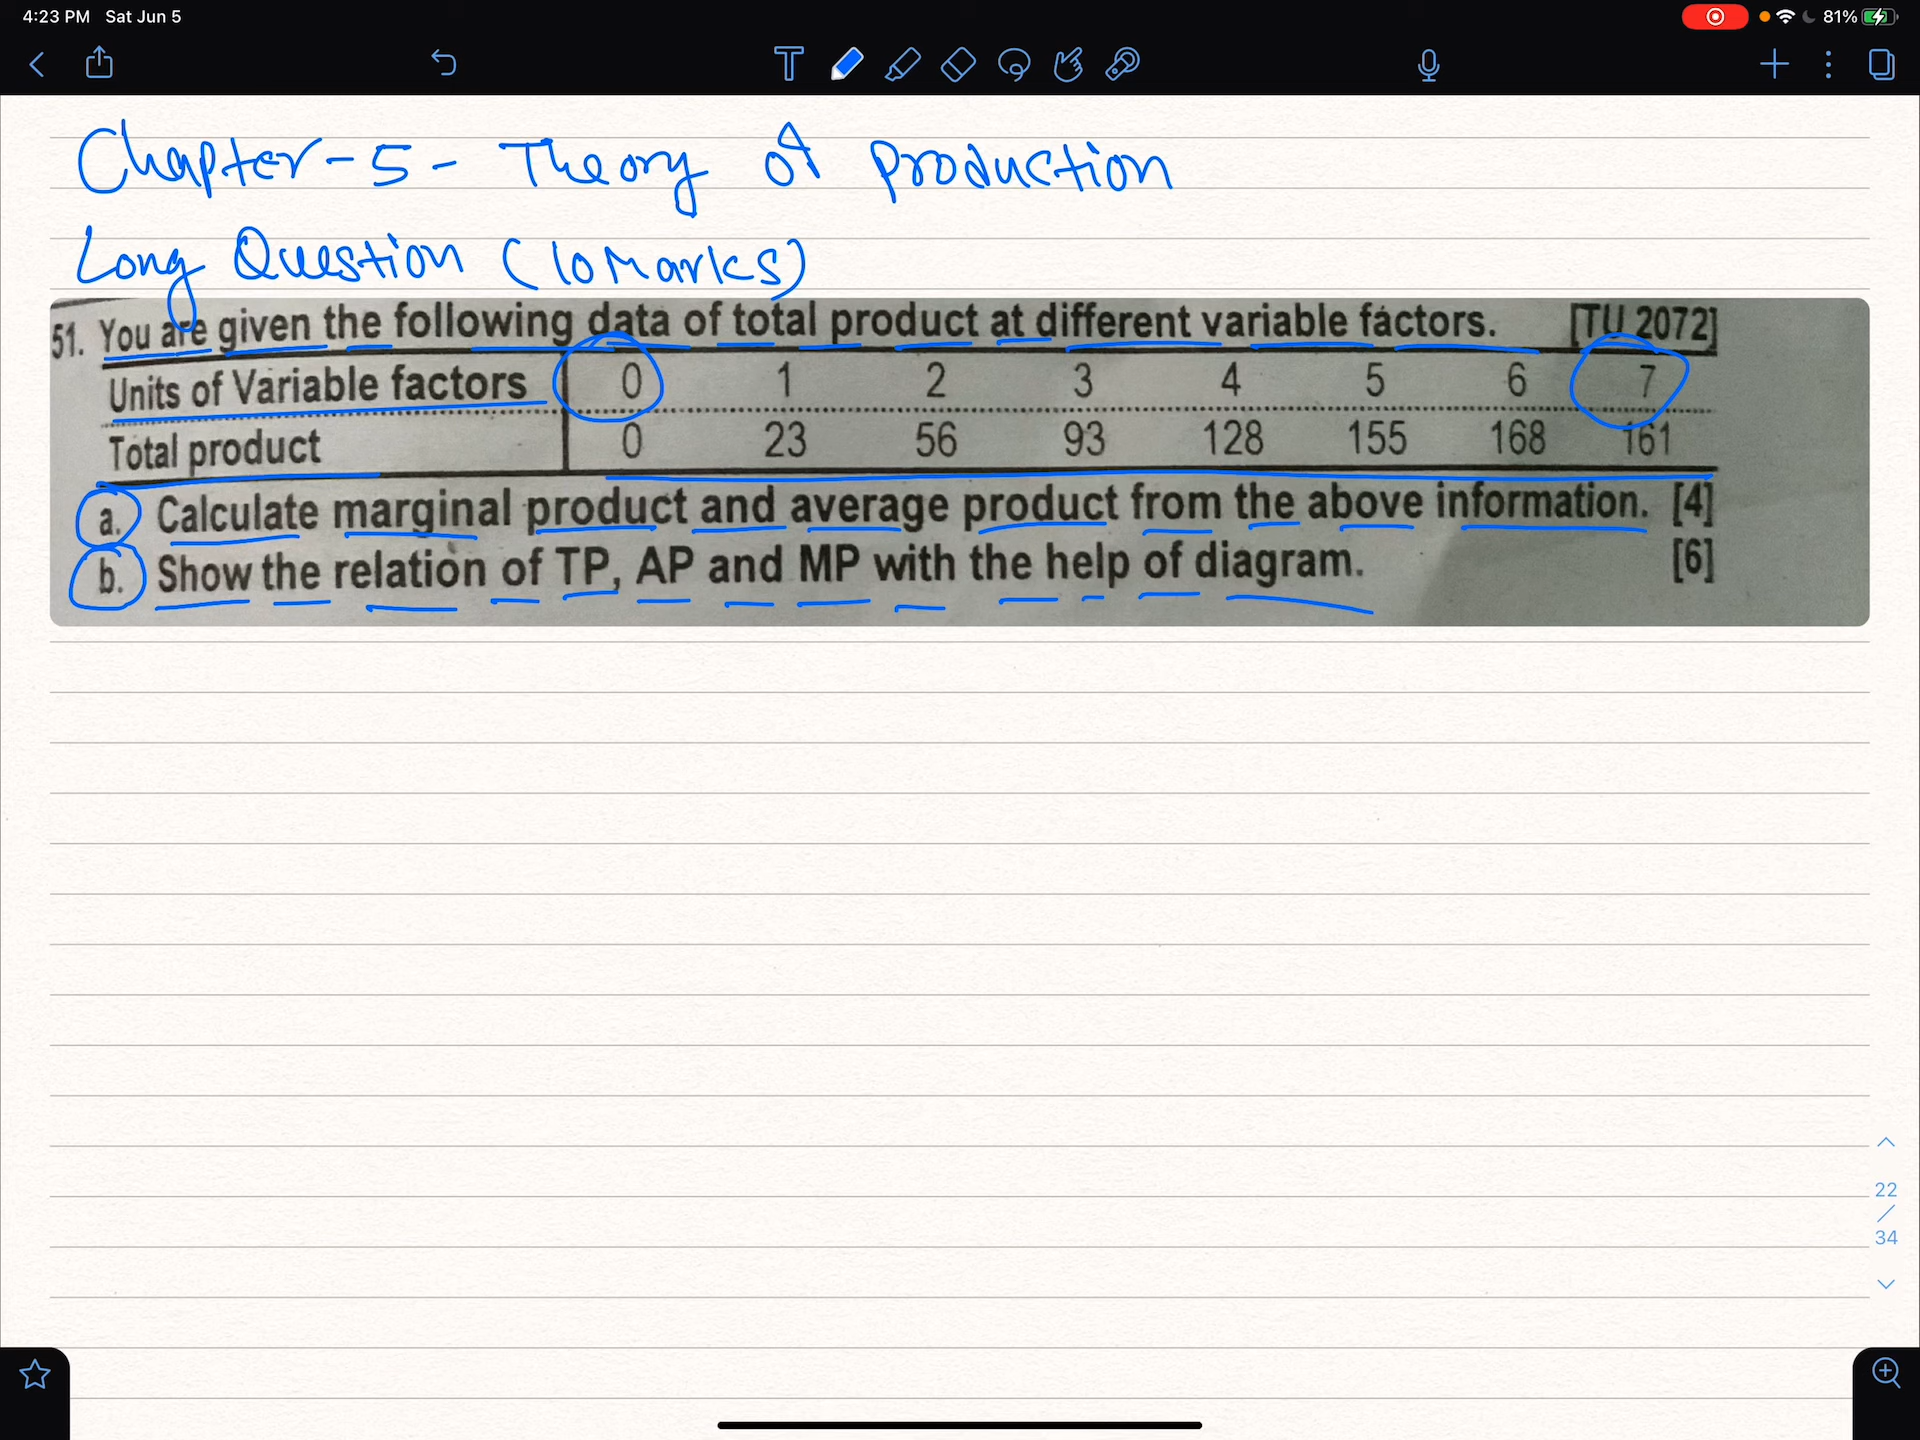 4:23 PM Sat Jun 5
81%
Chapter-5- Theory of Production
Long Question (10 Marks)
51. You are given the following data of total product at different variable factors. [TU 2072]
Units of Variable factors 0 1 2 3 4 5 6 7
Total product 0 23 56 93 128 155 168 161
a. Calculate marginal product and average product from the above information. [4]
b. Show the relation of TP, AP and MP with the help of diagram. [6]
22
/
34